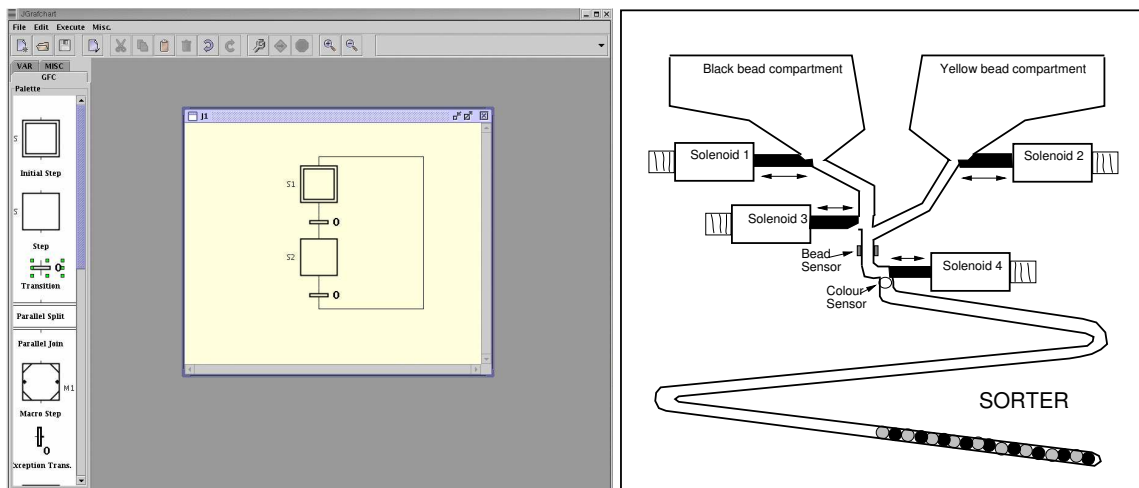 JGrafchart
File Edit Execute Misc.
VAR MISC
GFC
Palette
S
Initial Step
S
Step
0
Transition
Parallel Split
Parallel Join
M1
Macro Step
0
xception Trans.
J1
S1
0
S2
0
Black bead compartment
Yellow bead compartment
Solenoid 1
Solenoid 2
Solenoid 3
Bead
Sensor
Solenoid 4
Colour
Sensor
SORTER